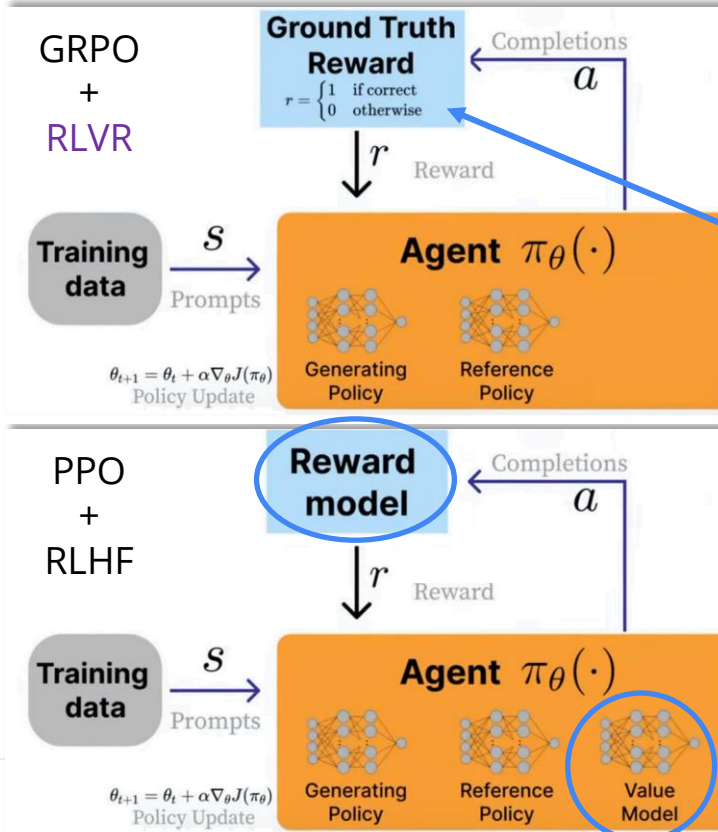 GRPO
+
RLVR
Ground Truth
Reward
r = { 1 if correct
0 otherwise
Completions
a
r
Reward
Training
data
s
Prompts
Agent π_θ(·)
Generating
Policy
Reference
Policy
θ_{t+1} = θ_t + α∇_θ J(π_θ)
Policy Update
PPO
+
RLHF
Reward
model
Completions
a
r
Reward
Training
data
s
Prompts
Agent π_θ(·)
Generating
Policy
Reference
Policy
Value
Model
θ_{t+1} = θ_t + α∇_θ J(π_θ)
Policy Update